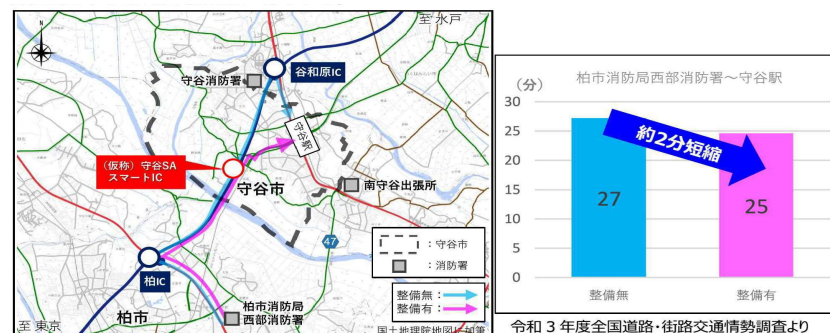 至 水戸
N
守谷消防署
谷和原IC
守谷駅
(仮称)守谷SA
スマートIC
守谷市
南守谷出張所
47
柏IC
柏市
至 東京
柏市消防局
西部消防署
:守谷市
:消防署
整備無:
整備有:
国土地理院地図に加筆
(分)
柏市消防局西部消防署~守谷駅
30
25
20
15
10
5
0
約2分短縮
27
25
整備無
整備有
令和3年度全国道路・街路交通情勢調査より